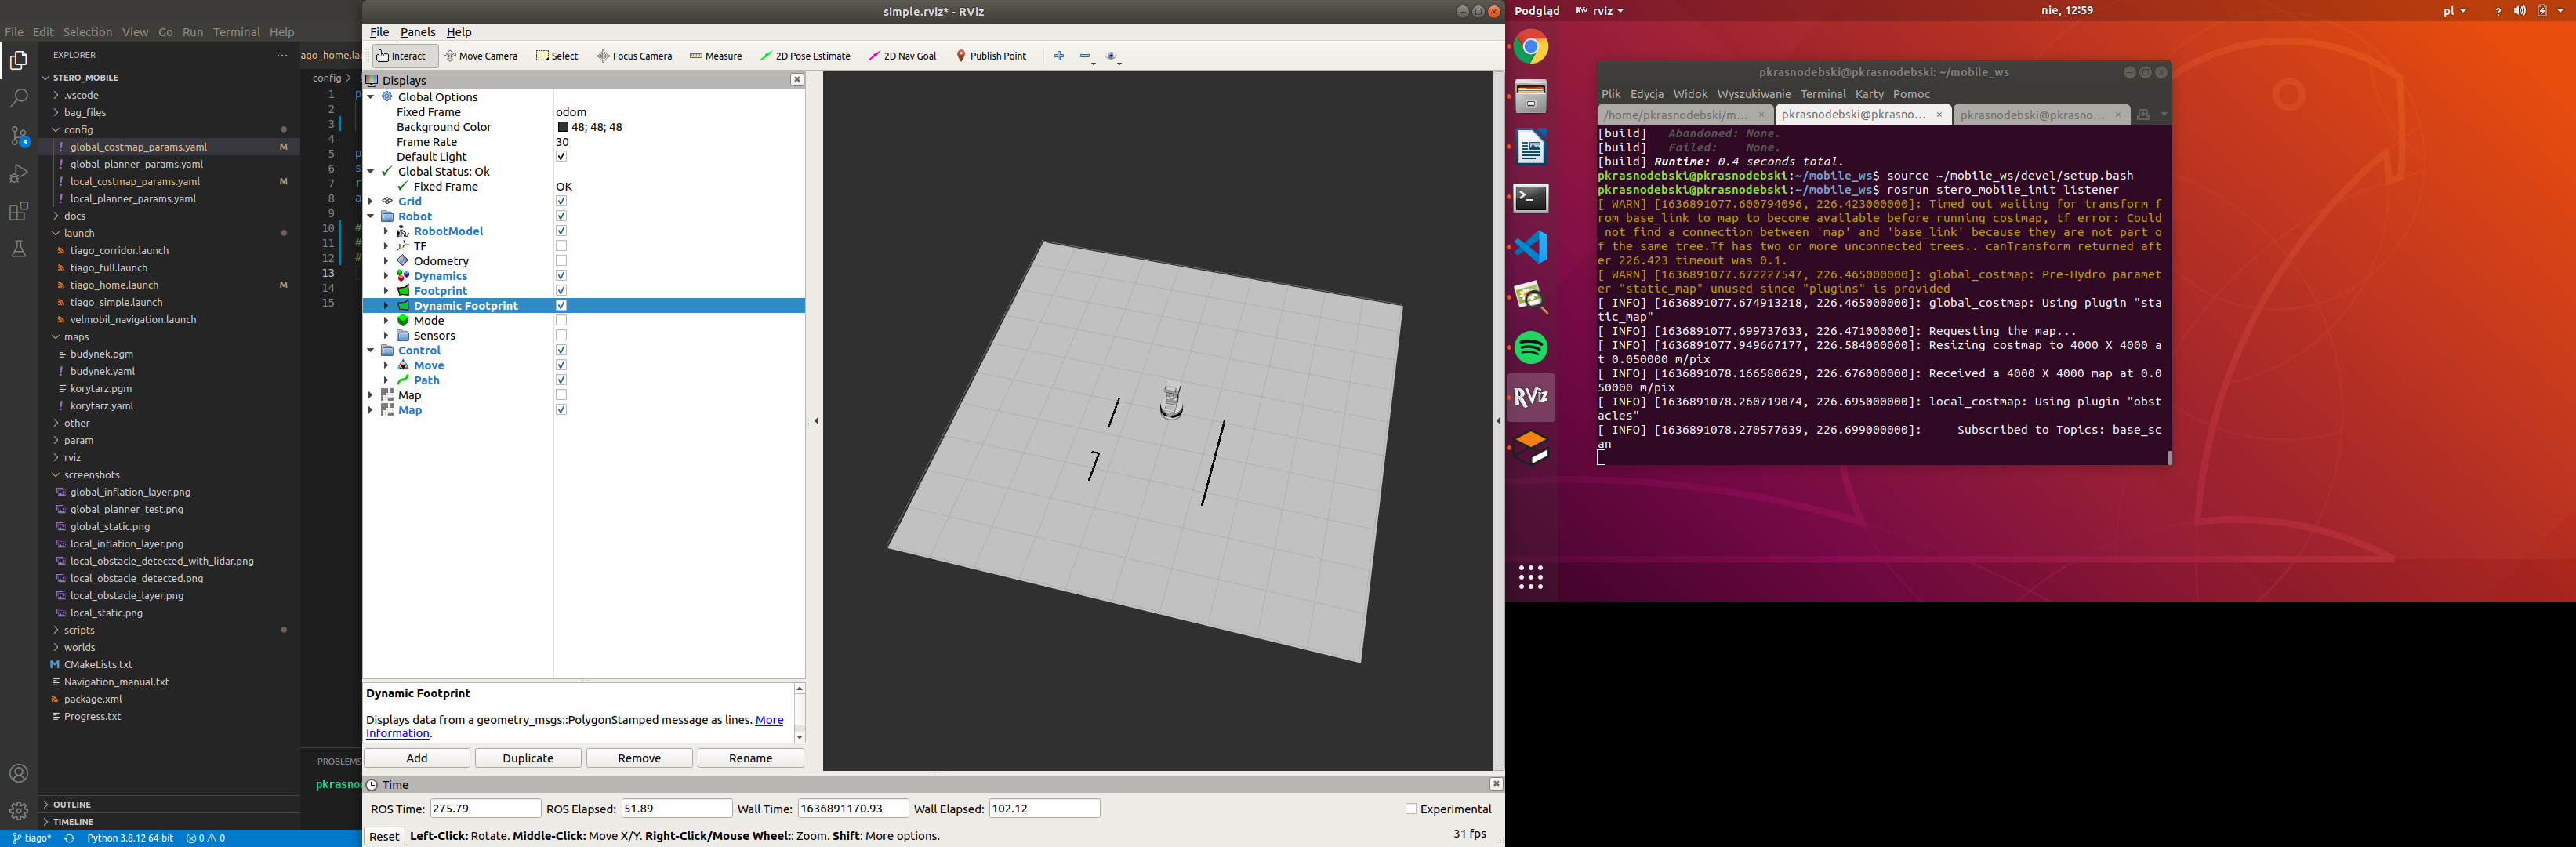 File Edit Selection View Go Run Terminal Help
EXPLORER
STERO_MOBILE
.vscode
bag_files
config
global_costmap_params.yaml M
global_planner_params.yaml
local_costmap_params.yaml M
local_planner_params.yaml
docs
launch
tiago_corridor.launch
tiago_full.launch
tiago_home.launch M
tiago_simple.launch
velmobil_navigation.launch
maps
budynek.pgm
budynek.yaml
korytarz.pgm
korytarz.yaml
other
param
rviz
screenshots
global_inflation_layer.png
global_planner_test.png
global_static.png
local_inflation_layer.png
local_obstacle_detected_with_lidar.png
local_obstacle_detected.png
local_obstacle_layer.png
local_static.png
scripts
worlds
CMakeLists.txt
Navigation_manual.txt
package.xml
Progress.txt
OUTLINE
TIMELINE
tiago* Python 3.8.12 64-bit 0 0
4
ago_home.lau
config >
1 p
2
3
4
5 p
6 s
7 r
8 a
9
10 #
11 #
12 #
13
14
15
PROBLEMS
pkrasno
simple.rviz* - RViz
File Panels Help
Interact Move Camera Select Focus Camera Measure 2D Pose Estimate 2D Nav Goal Publish Point
Displays
Global Options
Fixed Frame odom
Background Color 48; 48; 48
Frame Rate 30
Default Light
Global Status: Ok
Fixed Frame OK
Grid
Robot
RobotModel
TF
Odometry
Dynamics
Footprint
Dynamic Footprint
Mode
Sensors
Control
Move
Path
Map
Map
Dynamic Footprint
Displays data from a geometry_msgs::PolygonStamped message as lines. More
Information.
Add Duplicate Remove Rename
Time
ROS Time: 275.79 ROS Elapsed: 51.89 Wall Time: 1636891170.93 Wall Elapsed: 102.12 Experimental
Reset Left-Click: Rotate. Middle-Click: Move X/Y. Right-Click/Mouse Wheel:: Zoom. Shift: More options. 31 fps
Podgląd rviz nie, 12:59 pl
RViz
pkrasnodebski@pkrasnodebski: ~/mobile_ws
Plik Edycja Widok Wyszukiwanie Terminal Karty Pomoc
/home/pkrasnodebski/m... pkrasnodebski@pkrasno... pkrasnodebski@pkrasno...
[build] Abandoned: None.
[build] Failed: None.
[build] Runtime: 0.4 seconds total.
pkrasnodebski@pkrasnodebski:~/mobile_ws$ source ~/mobile_ws/devel/setup.bash
pkrasnodebski@pkrasnodebski:~/mobile_ws$ rosrun stero_mobile_init listener
[ WARN] [1636891077.600794096, 226.423000000]: Timed out waiting for transform f
rom base_link to map to become available before running costmap, tf error: Could
 not find a connection between 'map' and 'base_link' because they are not part o
f the same tree.Tf has two or more unconnected trees.. canTransform returned aft
er 226.423 timeout was 0.1.
[ WARN] [1636891077.672227547, 226.465000000]: global_costmap: Pre-Hydro paramet
er "static_map" unused since "plugins" is provided
[ INFO] [1636891077.674913218, 226.465000000]: global_costmap: Using plugin "sta
tic_map"
[ INFO] [1636891077.699737633, 226.471000000]: Requesting the map...
[ INFO] [1636891077.949667177, 226.584000000]: Resizing costmap to 4000 X 4000 a
t 0.050000 m/pix
[ INFO] [1636891078.166580629, 226.676000000]: Received a 4000 X 4000 map at 0.0
50000 m/pix
[ INFO] [1636891078.260719074, 226.695000000]: local_costmap: Using plugin "obst
acles"
[ INFO] [1636891078.270577639, 226.699000000]: Subscribed to Topics: base_sc
an